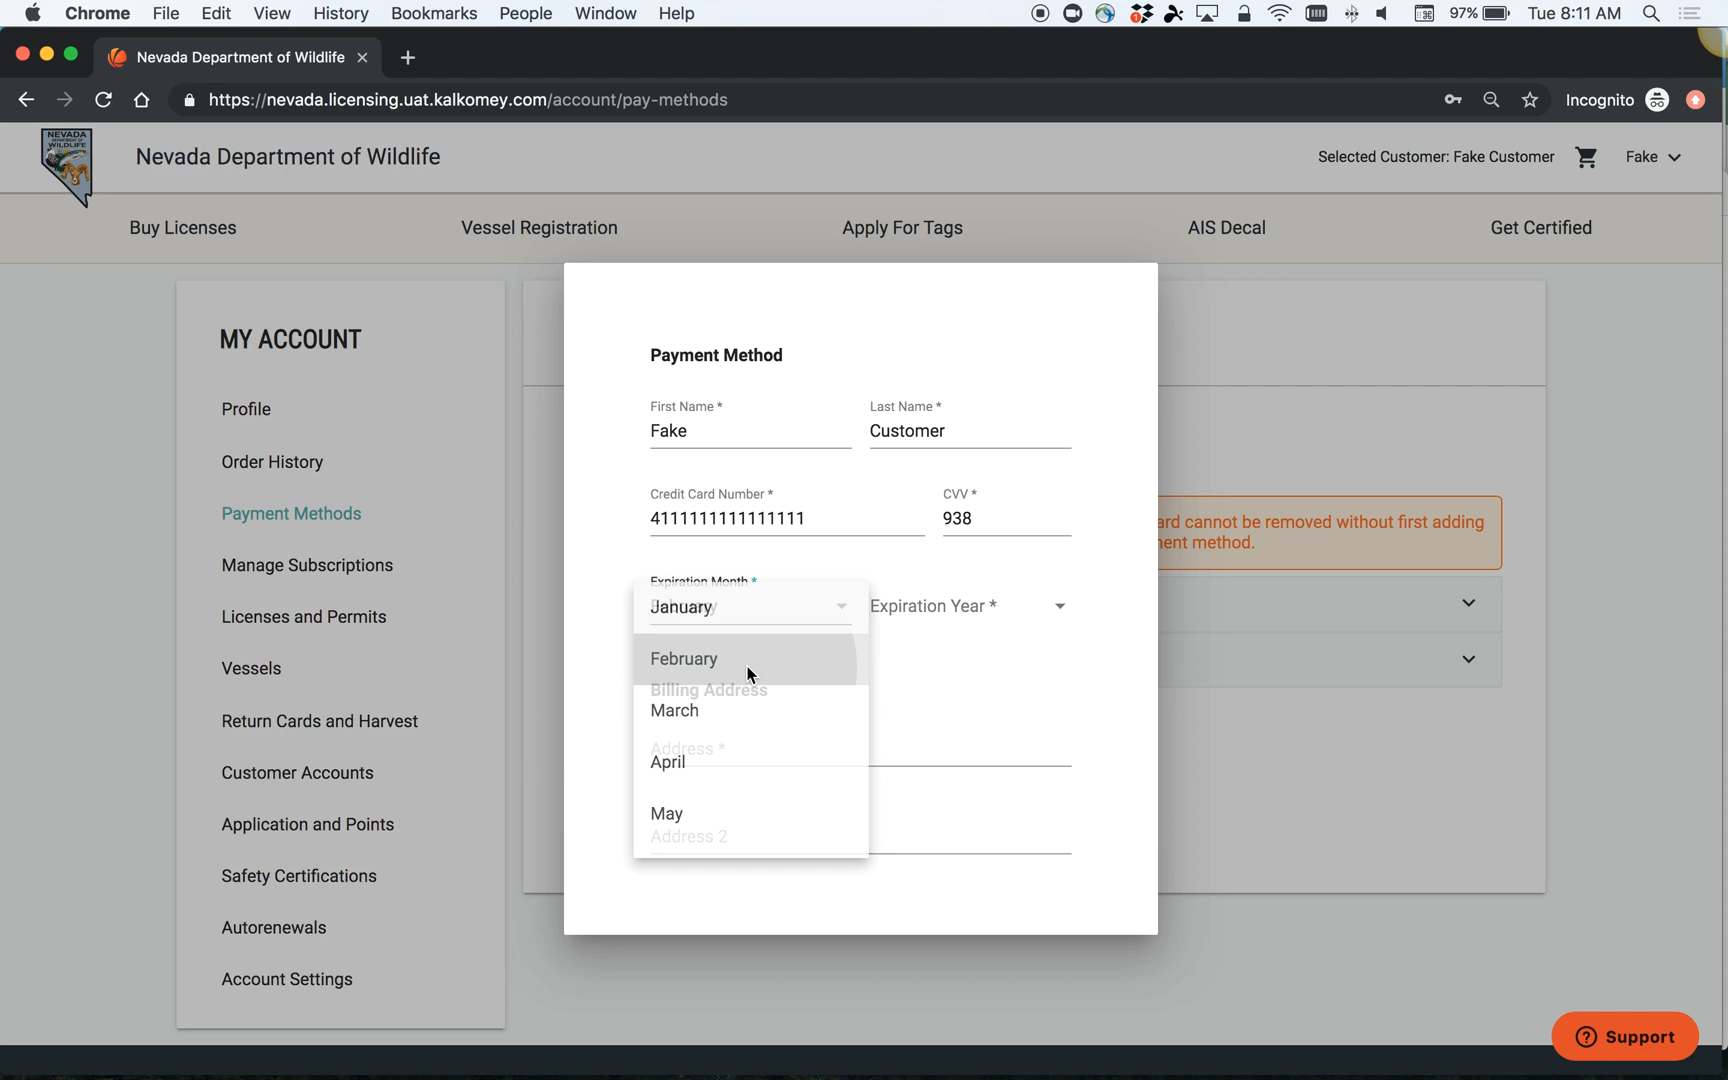 Chrome File Edit View History Bookmarks People Window Help 97% Tue 8:11 AM
Nevada Department of Wildlife
https://nevada.licensing.uat.kalkomey.com/account/pay-methods Incognito
NEVADA
DEPARTMENT OF
WILDLIFE
Nevada Department of Wildlife
Selected Customer: Fake Customer Fake
Buy Licenses Vessel Registration Apply For Tags AIS Decal Get Certified
MY ACCOUNT
Profile
Order History
Payment Methods
Manage Subscriptions
Licenses and Permits
Vessels
Return Cards and Harvest
Customer Accounts
Application and Points
Safety Certifications
Autorenewals
Account Settings
Payment Method
First Name * Last Name *
Fake Customer
Credit Card Number * CVV *
4111111111111111 938
Expiration Month *
January Expiration Year *
February
Billing Address
March
Address *
April
May
Address 2
ard cannot be removed without first adding
ent method.
Support